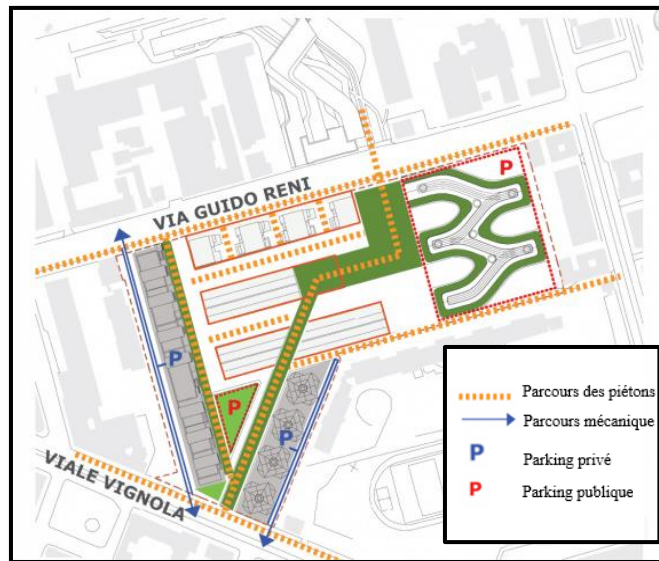 P
VIA GUIDO RENI
P
P
P
VIALE VIGNOLA
Parcours des piétons
Parcours mécanique
P Parking privé
P Parking publique